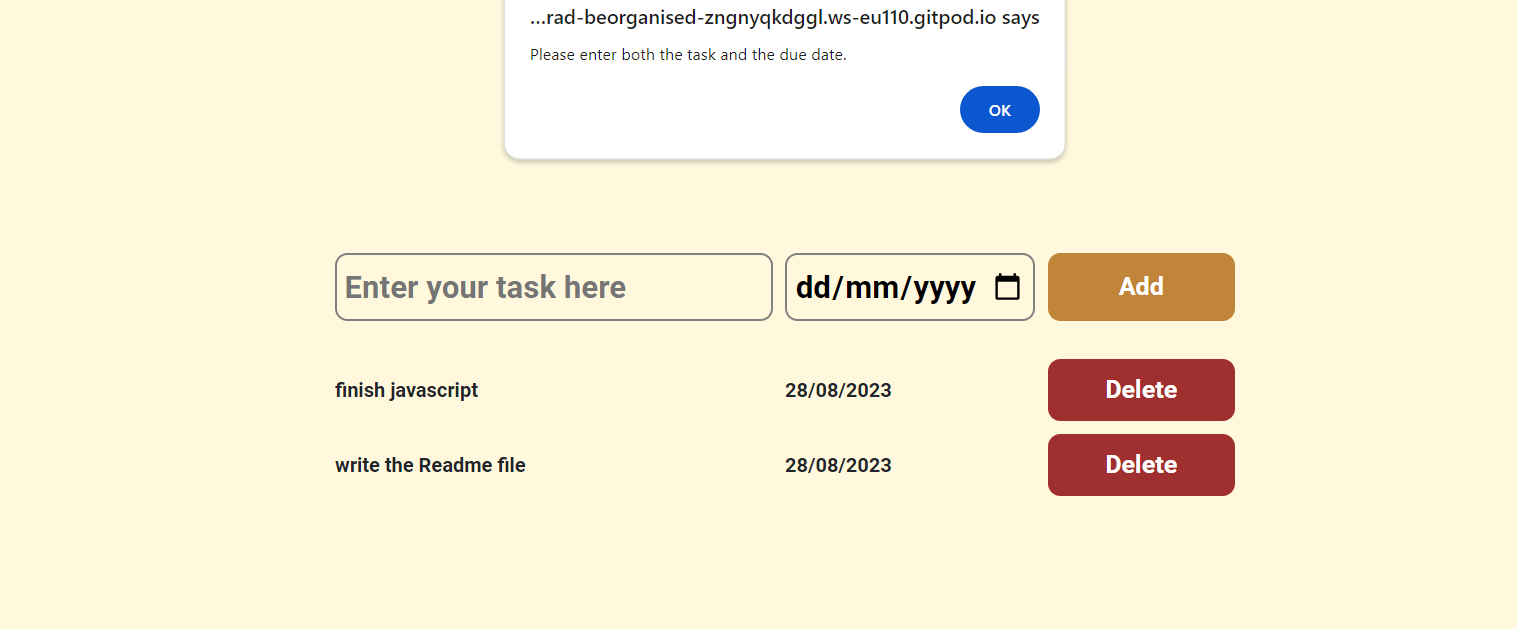 ...rad-beorganised-zngnyqkdggl.ws-eu110.gitpod.io says
Please enter both the task and the due date.
OK
Enter your task here dd/mm/yyyy Add
finish javascript 28/08/2023 Delete
write the Readme file 28/08/2023 Delete